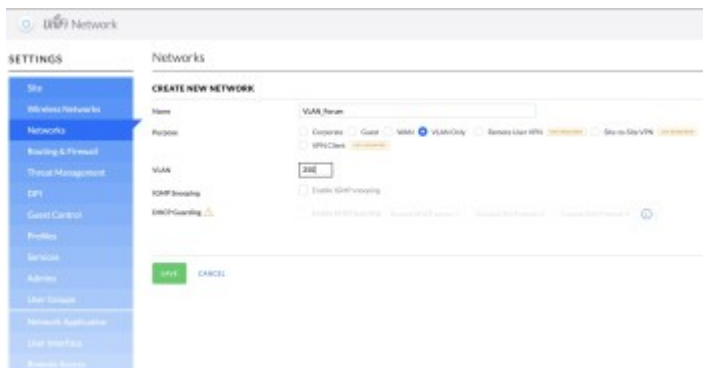 UniFi Network
SETTINGS
Networks
Site
Wireless Networks
Networks
Routing & Firewall
Threat Management
DPI
Guest Control
Profiles
Services
Admins
User Groups
Network Application
User Interface
Remote Access
CREATE NEW NETWORK
Name VLAN_Forum
Purpose Corporate Guest WAN VLAN Only Remote User VPN Site-to-Site VPN
VPN Client
VLAN 200
IGMP Snooping Enable IGMP snooping
DHCP Guarding
SAVE CANCEL